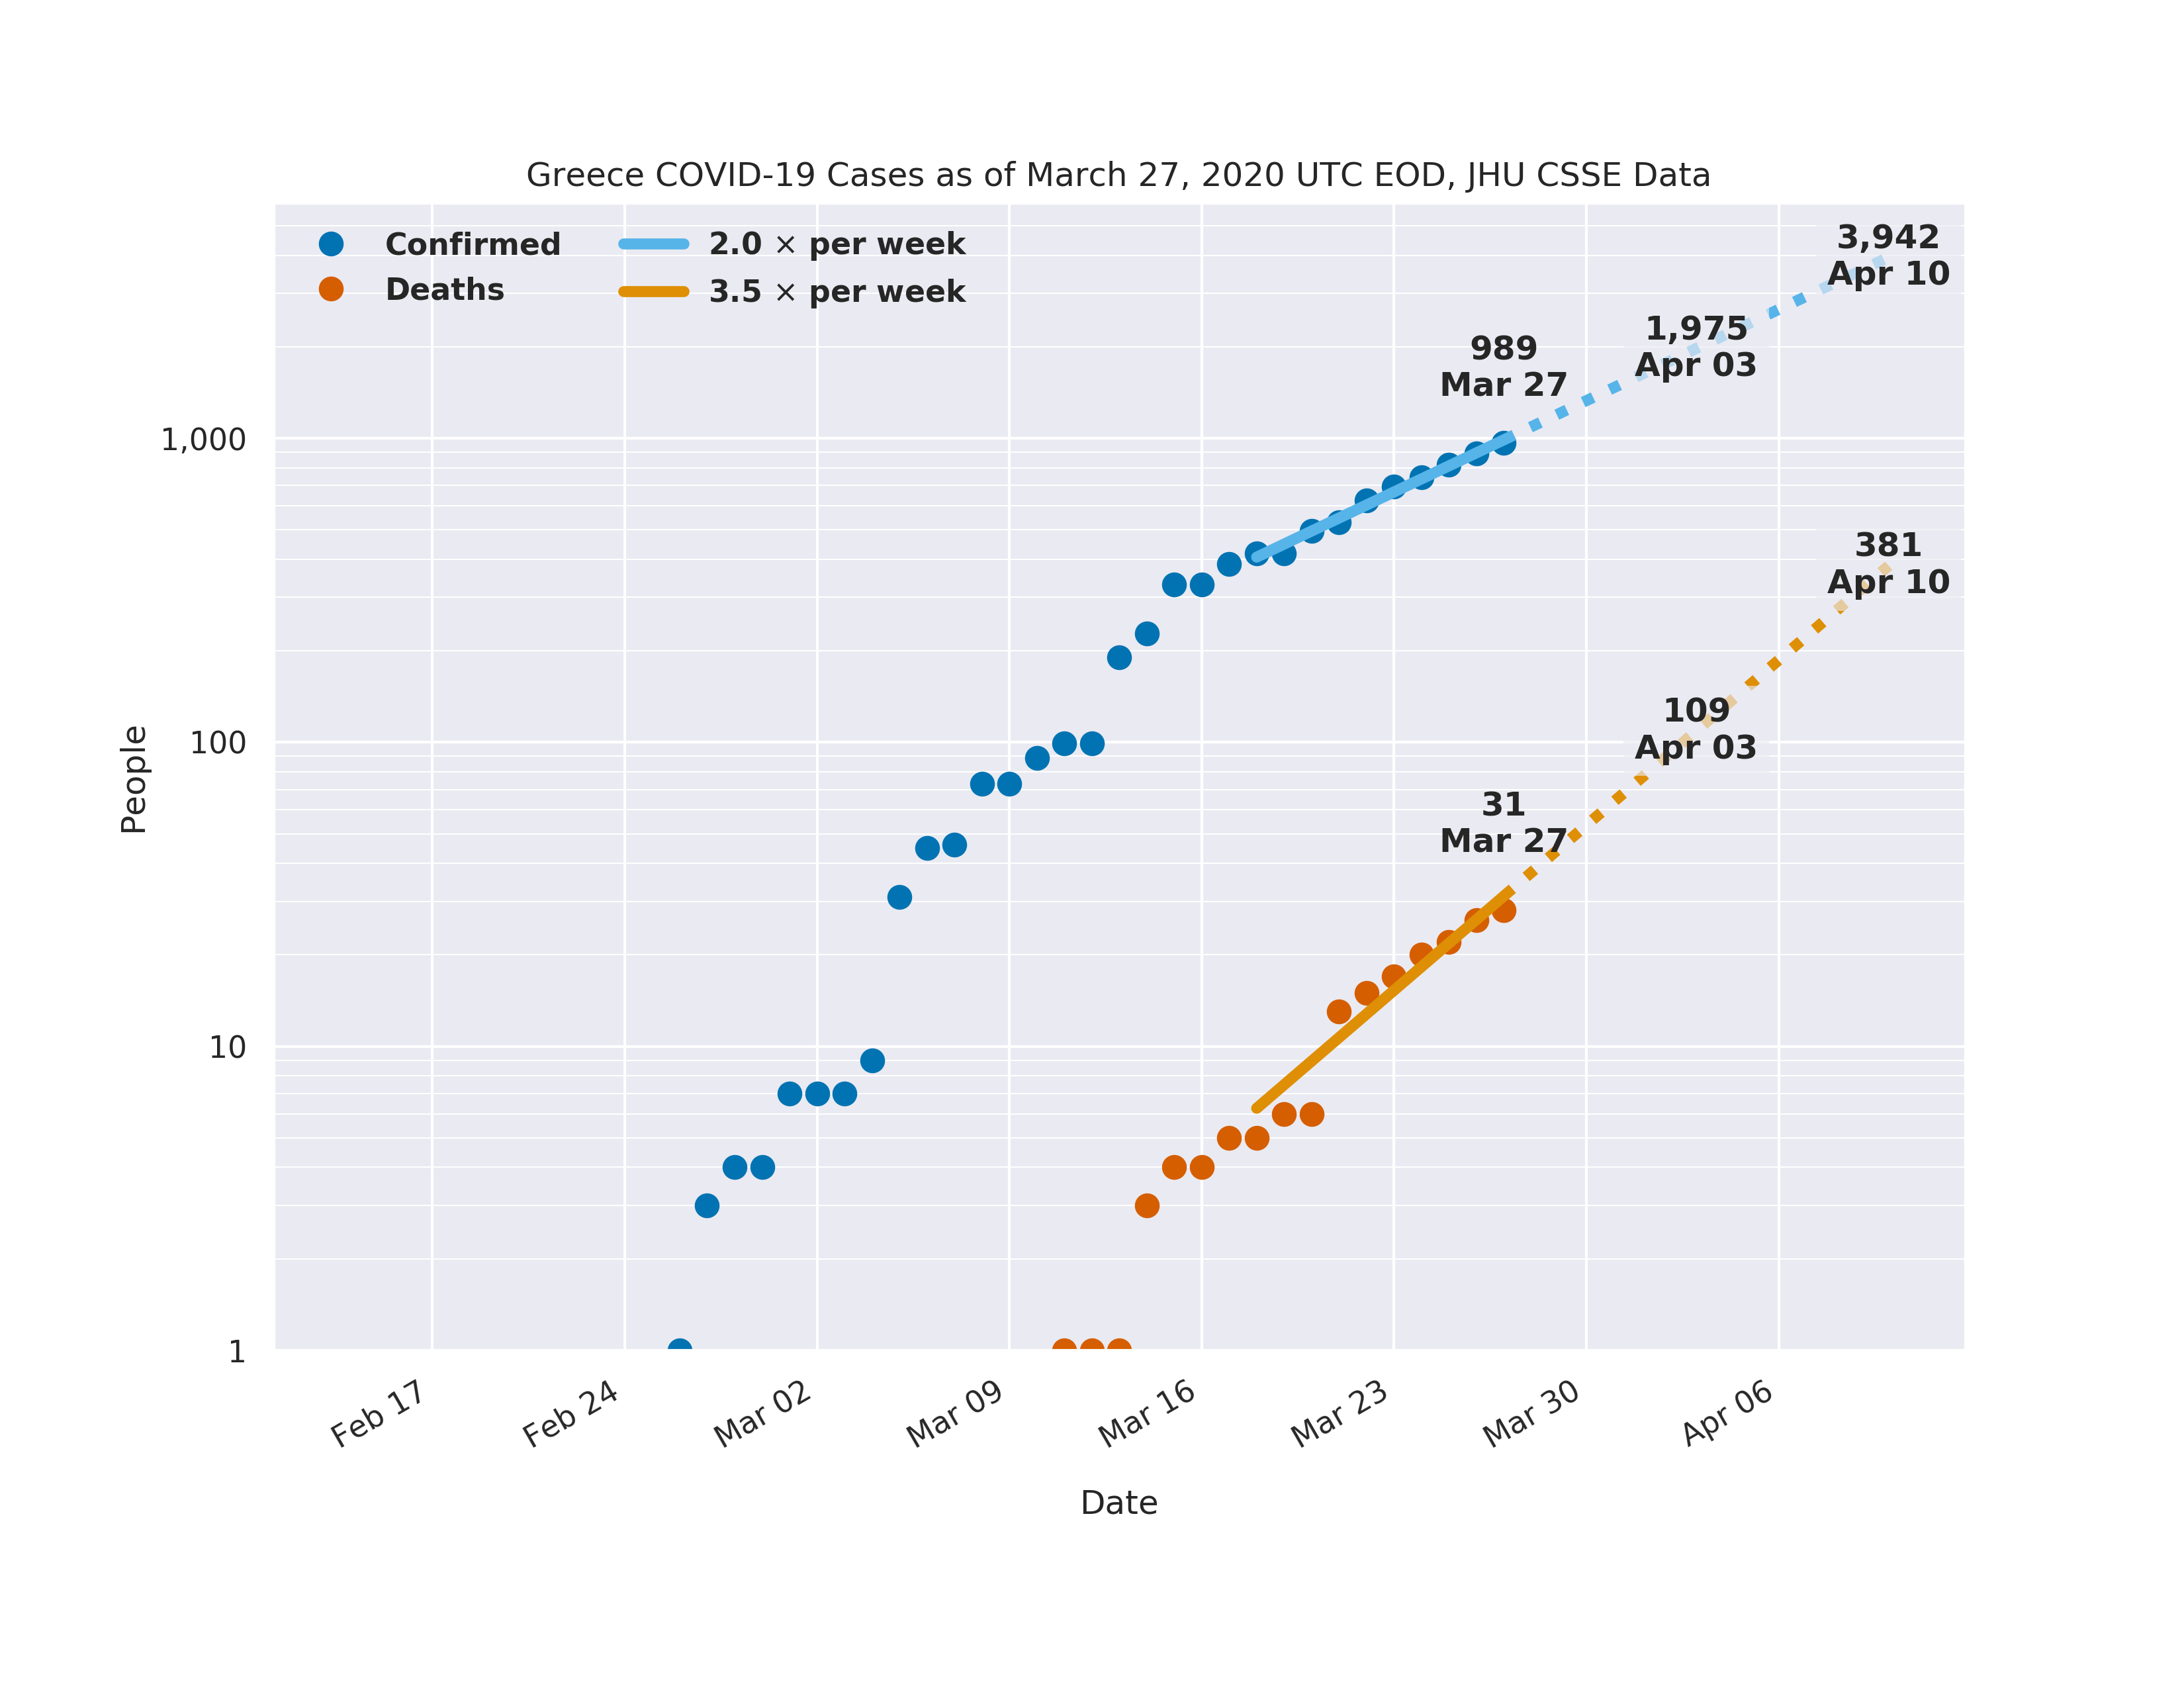 Greece COVID-19 Cases as of March 27, 2020 UTC EOD, JHU CSSE Data
Confirmed
Deaths
2.0 × per week
3.5 × per week
3,942
Apr 10
1,975
Apr 03
989
Mar 27
381
Apr 10
109
Apr 03
31
Mar 27
People
1,000
100
10
1
Feb 17
Feb 24
Mar 02
Mar 09
Mar 16
Mar 23
Mar 30
Apr 06
Date